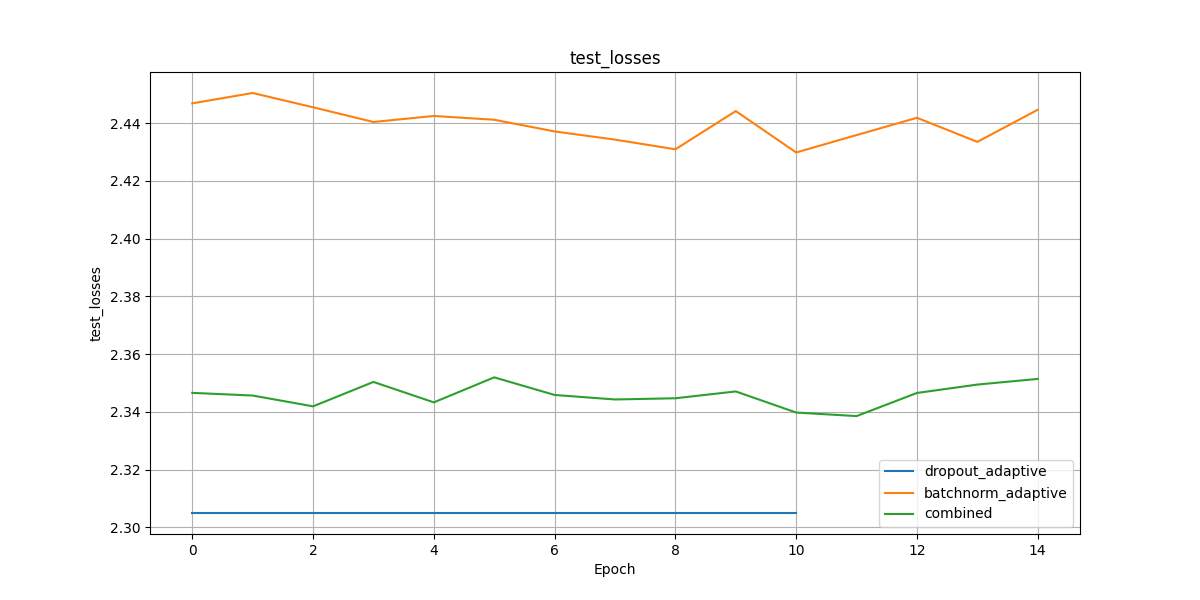 test_losses
2.44
2.42
2.40
2.38
2.36
2.34
2.32
2.30
test_losses
dropout_adaptive
batchnorm_adaptive
combined
0 2 4 6 8 10 12 14
Epoch